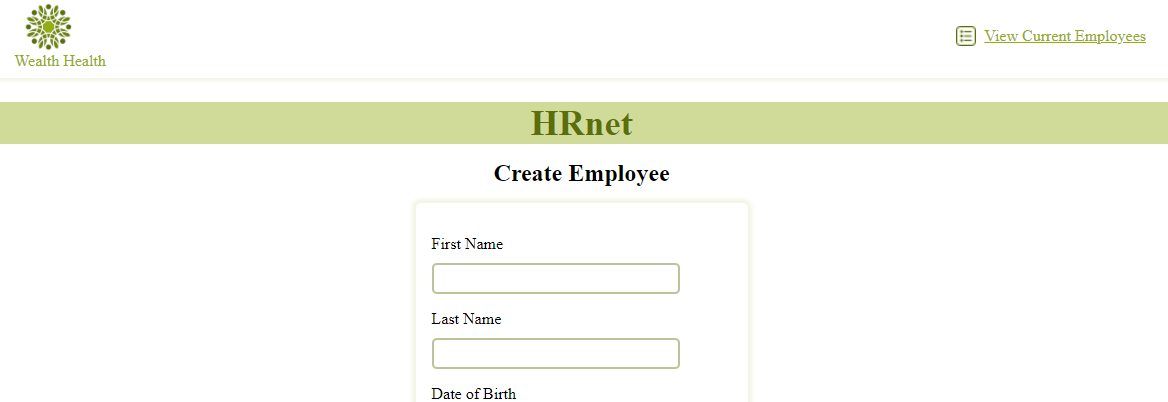 Wealth Health
View Current Employees
HRnet
Create Employee
First Name
Last Name
Date of Birth